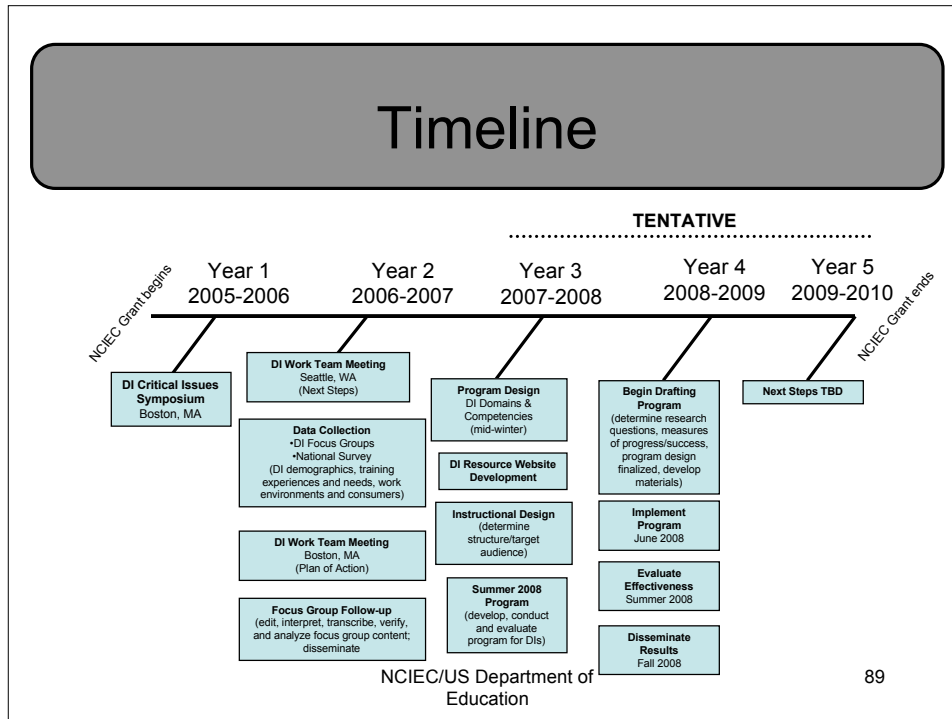 Timeline
TENTATIVE
NCIEC Grant begins
Year 1
2005-2006
Year 2
2006-2007
Year 3
2007-2008
Year 4
2008-2009
Year 5
2009-2010
NCIEC Grant ends
DI Critical Issues
Symposium
Boston, MA
DI Work Team Meeting
Seattle, WA
(Next Steps)
Data Collection
•DI Focus Groups
•National Survey
(DI demographics, training
experiences and needs, work
environments and consumers)
DI Work Team Meeting
Boston, MA
(Plan of Action)
Focus Group Follow-up
(edit, interpret, transcribe, verify,
and analyze focus group content;
disseminate
Program Design
DI Domains &
Competencies
(mid-winter)
DI Resource Website
Development
Instructional Design
(determine
structure/target
audience)
Summer 2008
Program
(develop, conduct
and evaluate
program for DIs)
Begin Drafting
Program
(determine research
questions, measures
of progress/success,
program design
finalized, develop
materials)
Implement
Program
June 2008
Evaluate
Effectiveness
Summer 2008
Disseminate
Results
Fall 2008
Next Steps TBD
NCIEC/US Department of
Education
89